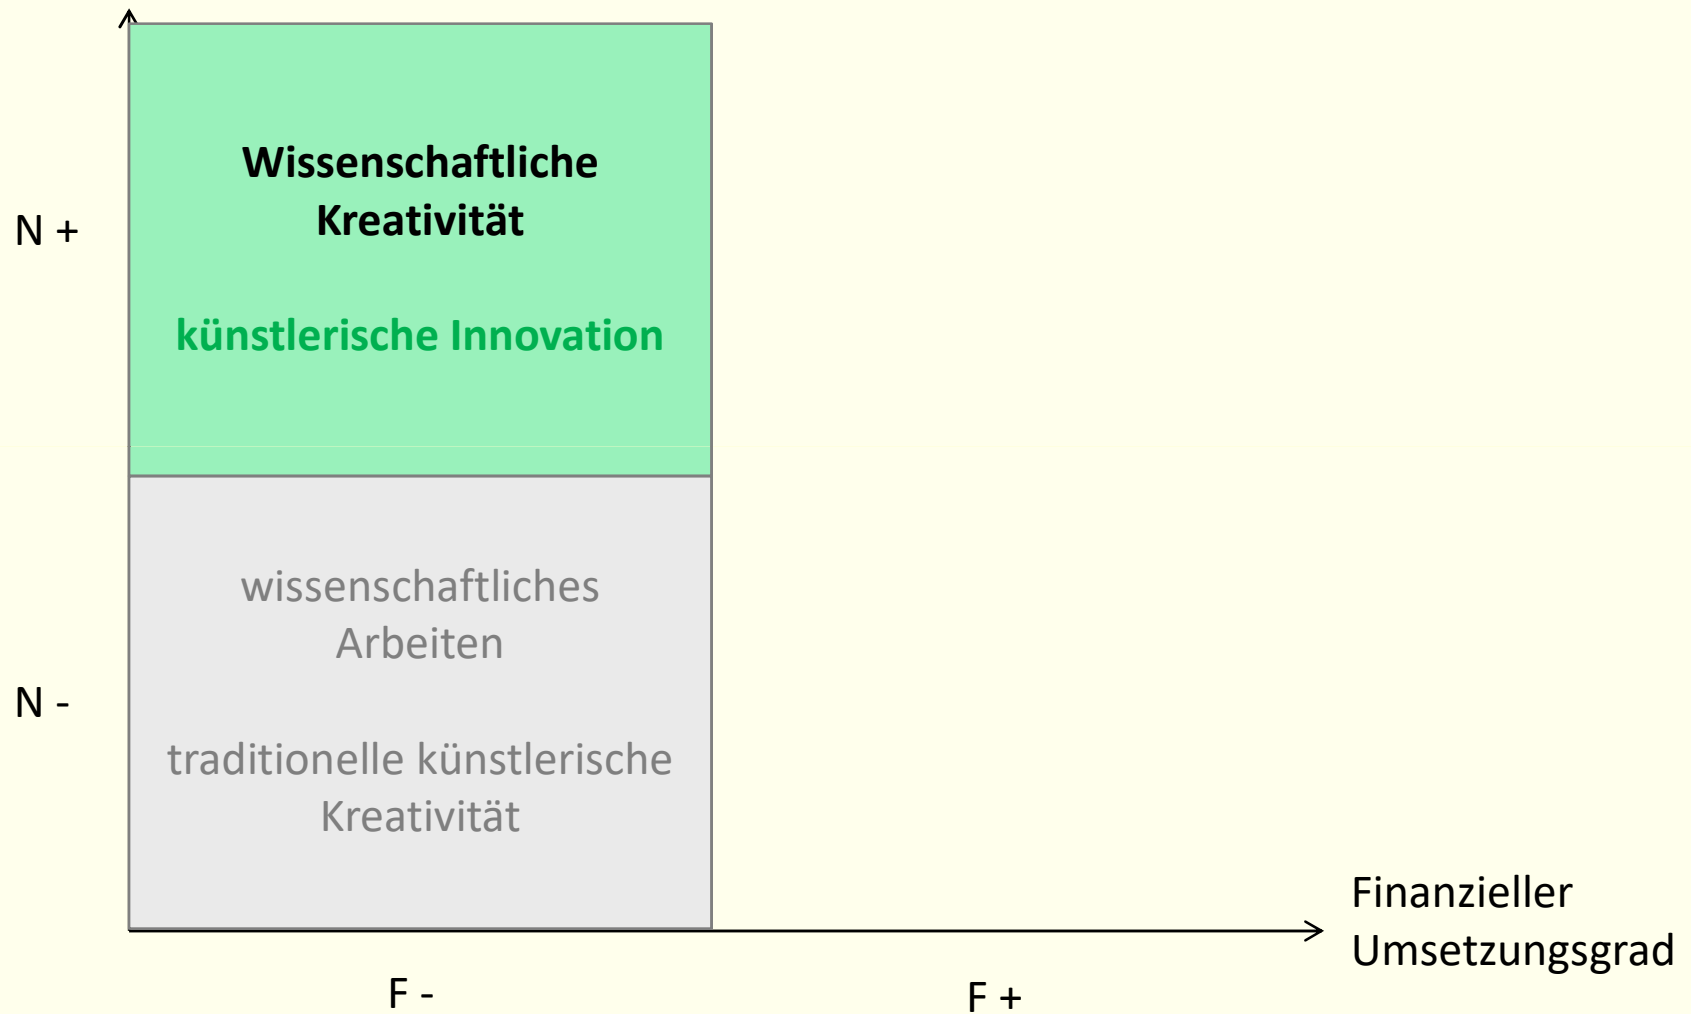 N +
Wissenschaftliche
Kreativität
künstlerische Innovation
N -
wissenschaftliches
Arbeiten
traditionelle künstlerische
Kreativität
Finanzieller
Umsetzungsgrad
F -
F +